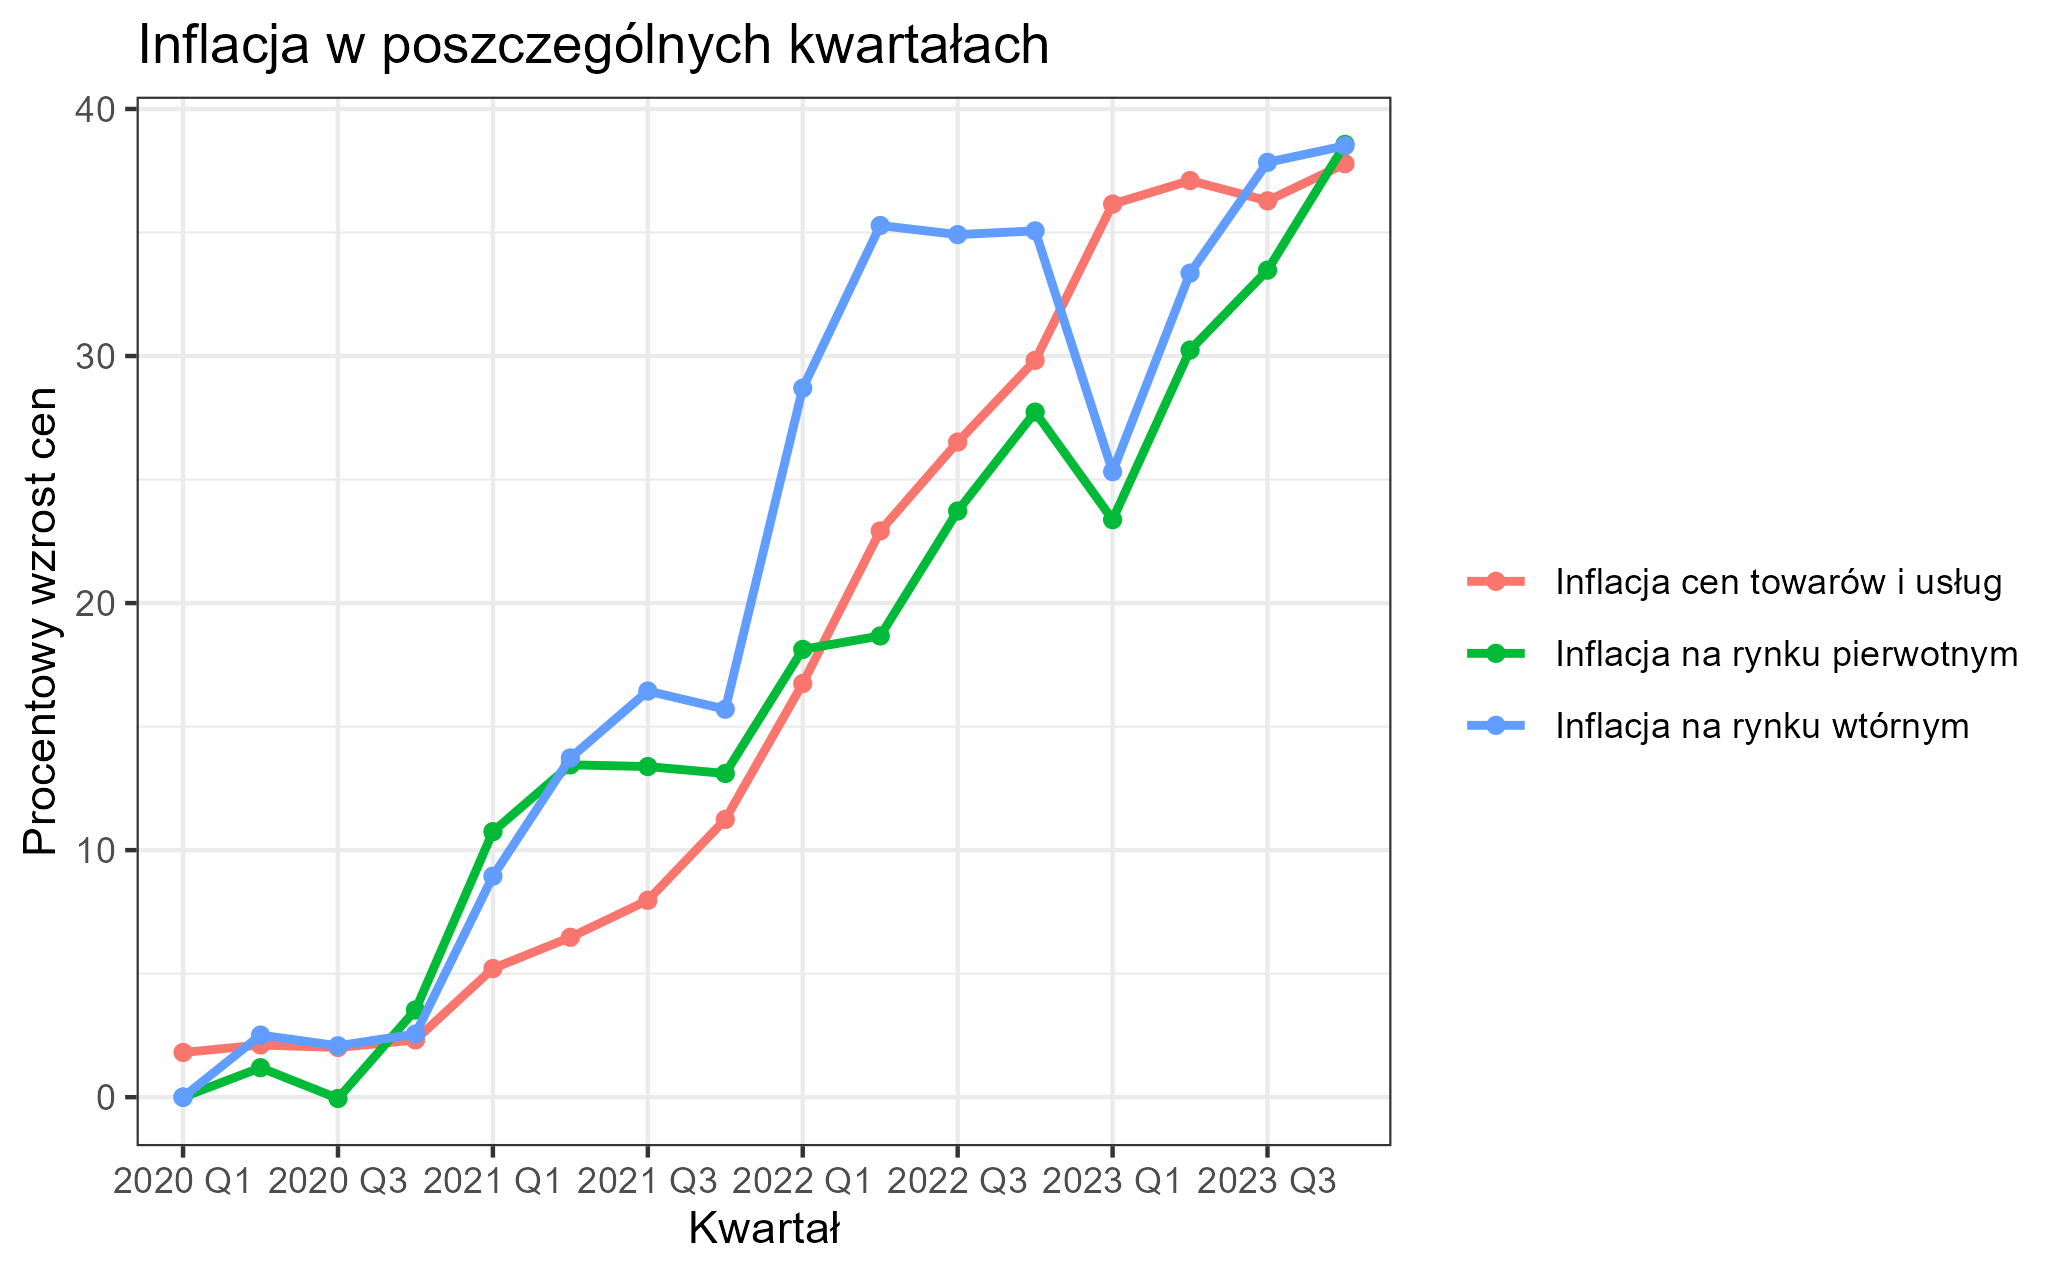 Inflacja w poszczególnych kwartałach
Procentowy wzrost cen
40
30
20
10
0
2020 Q1 2020 Q3 2021 Q1 2021 Q3 2022 Q1 2022 Q3 2023 Q1 2023 Q3
Kwartał
Inflacja cen towarów i usług
Inflacja na rynku pierwotnym
Inflacja na rynku wtórnym